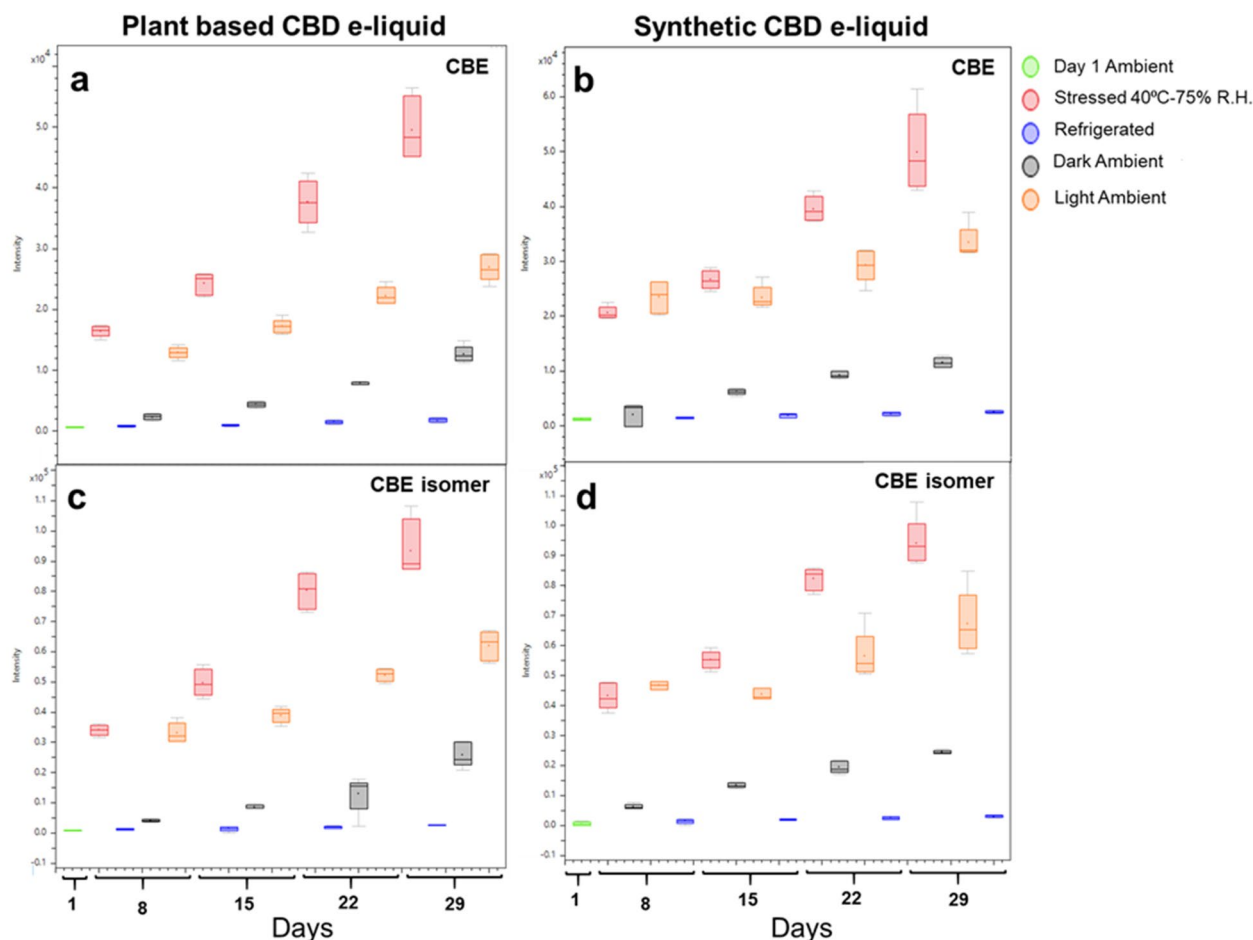 Plant based CBD e-liquid
Synthetic CBD e-liquid
x10⁴
a
CBE
Intensity
5.0
4.0
3.0
2.0
1.0
0.0
x10⁴
b
CBE
Intensity
6.0
5.0
4.0
3.0
2.0
1.0
0.0
Day 1 Ambient
Stressed 40ºC-75% R.H.
Refrigerated
Dark Ambient
Light Ambient
x10⁵
c
CBE isomer
Intensity
1.1
1.0
0.9
0.8
0.7
0.6
0.5
0.4
0.3
0.2
0.1
0.0
-0.1
x10⁵
d
CBE isomer
Intensity
1.1
1.0
0.9
0.8
0.7
0.6
0.5
0.4
0.3
0.2
0.1
0.0
-0.1
1 8 15 22 29
Days
1 8 15 22 29
Days